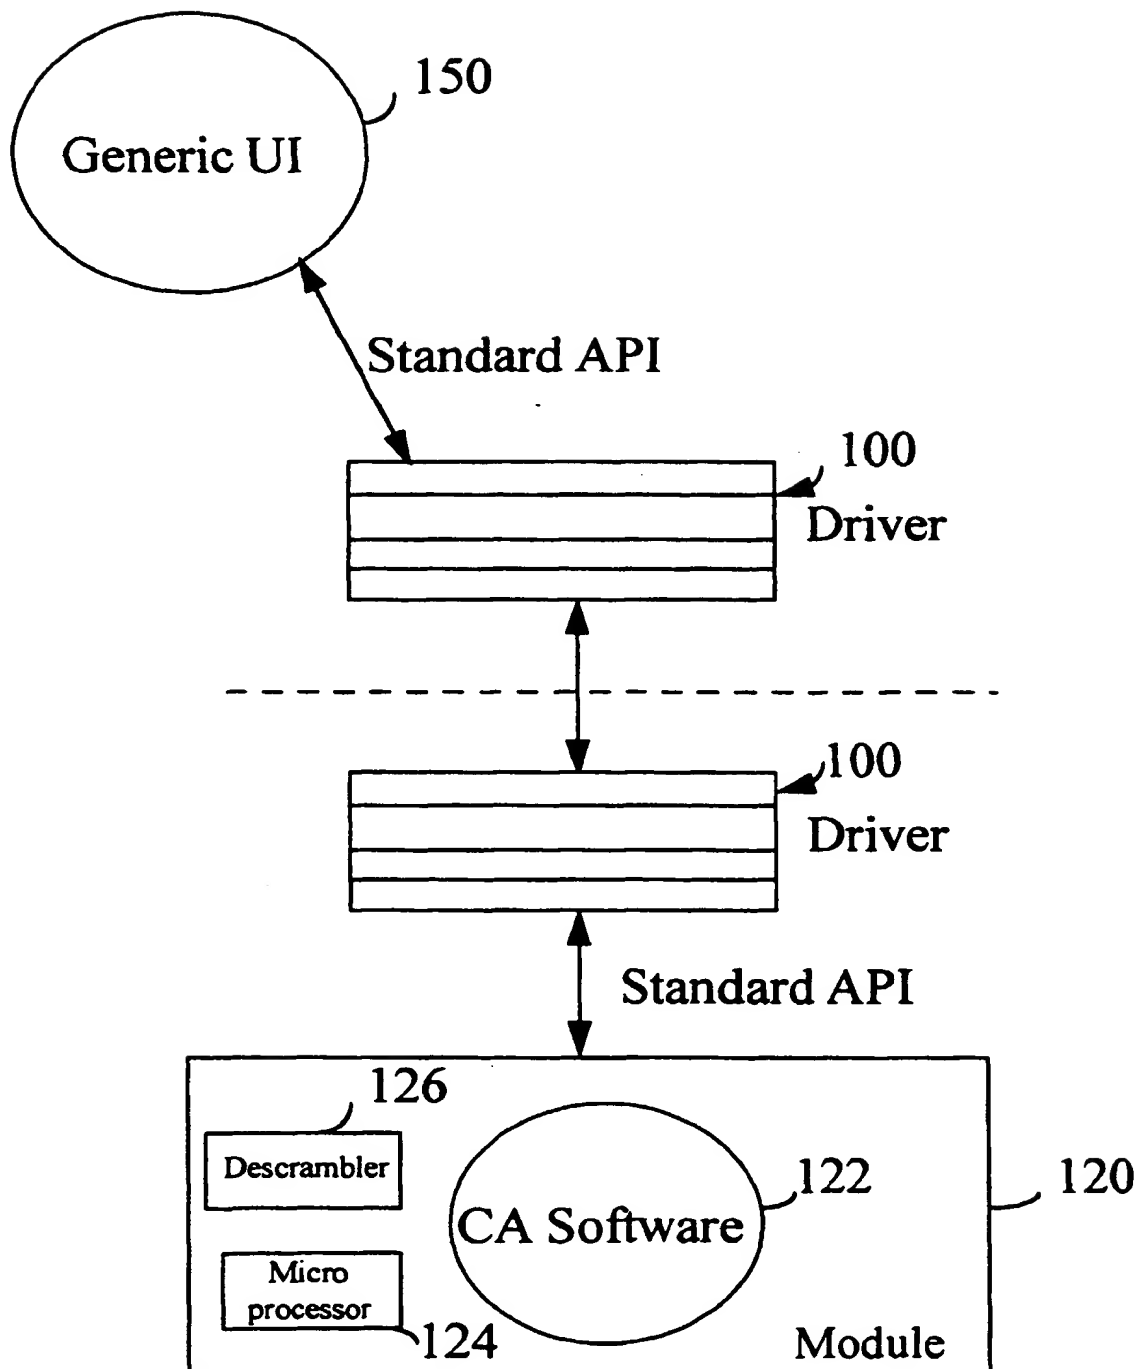 150
Generic UI
Standard API
100
Driver
100
Driver
Standard API
126
Descrambler
122
120
CA Software
Micro
processor
124
Module